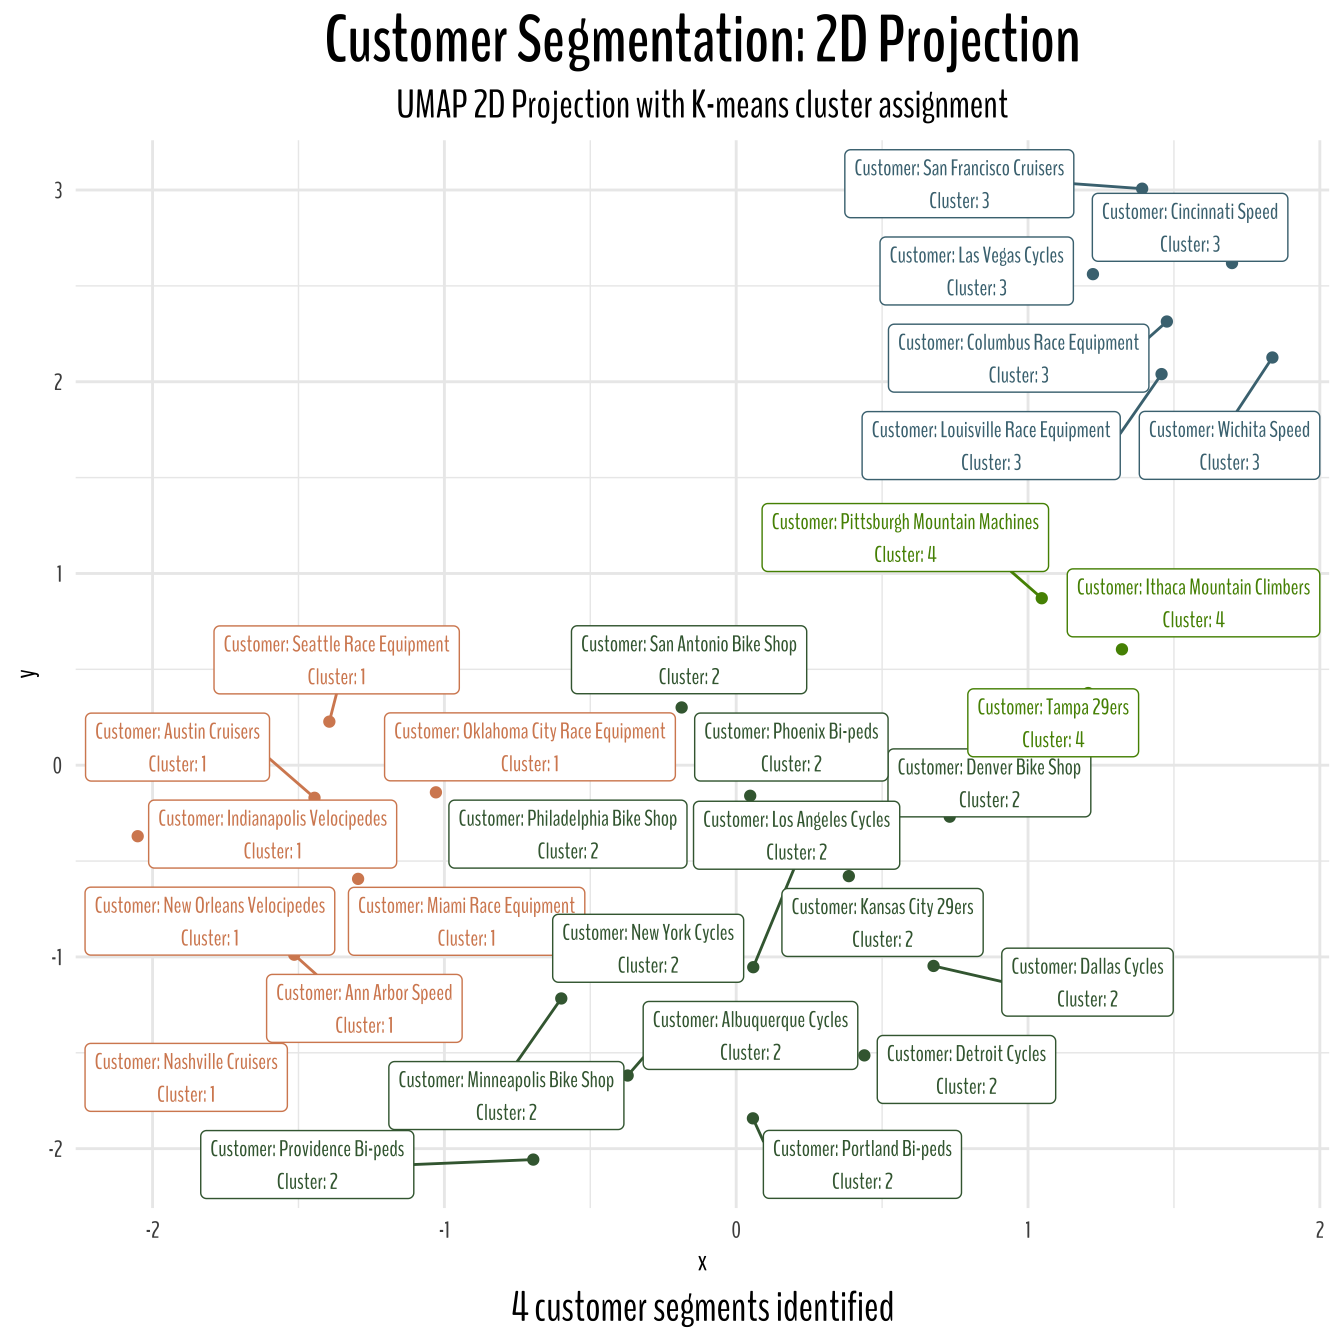 Customer Segmentation: 2D Projection
UMAP 2D Projection with K-means cluster assignment
3
2
1
0
-1
-2
y
Customer: San Francisco Cruisers
Cluster: 3
Customer: Cincinnati Speed
Cluster: 3
Customer: Las Vegas Cycles
Cluster: 3
Customer: Columbus Race Equipment
Cluster: 3
Customer: Louisville Race Equipment
Cluster: 3
Customer: Wichita Speed
Cluster: 3
Customer: Pittsburgh Mountain Machines
Cluster: 4
Customer: Ithaca Mountain Climbers
Cluster: 4
Customer: Seattle Race Equipment
Cluster: 1
Customer: San Antonio Bike Shop
Cluster: 2
Customer: Tampa 29ers
Cluster: 4
Customer: Austin Cruisers
Cluster: 1
Customer: Oklahoma City Race Equipment
Cluster: 1
Customer: Phoenix Bi-peds
Cluster: 2
Customer: Denver Bike Shop
Cluster: 2
Customer: Indianapolis Velocipedes
Cluster: 1
Customer: Philadelphia Bike Shop
Cluster: 2
Customer: Los Angeles Cycles
Cluster: 2
Customer: New Orleans Velocipedes
Cluster: 1
Customer: Miami Race Equipment
Cluster: 1
Customer: Kansas City 29ers
Cluster: 2
Customer: New York Cycles
Cluster: 2
Customer: Dallas Cycles
Cluster: 2
Customer: Ann Arbor Speed
Cluster: 1
Customer: Albuquerque Cycles
Cluster: 2
Customer: Detroit Cycles
Cluster: 2
Customer: Nashville Cruisers
Cluster: 1
Customer: Minneapolis Bike Shop
Cluster: 2
Customer: Providence Bi-peds
Cluster: 2
Customer: Portland Bi-peds
Cluster: 2
-2
-1
0
1
2
x
4 customer segments identified